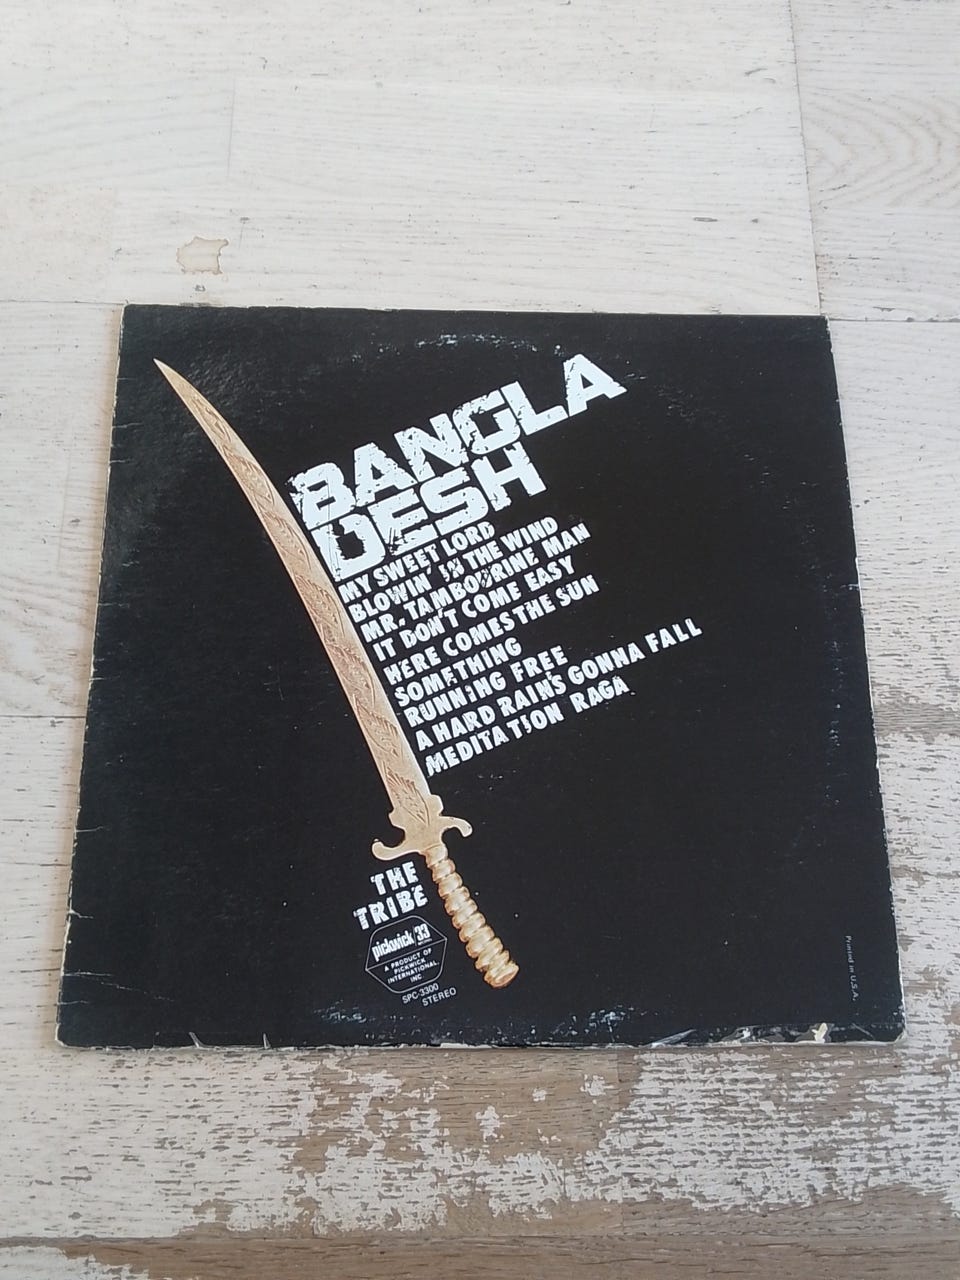 BANGLA
DESH
MY SWEET LORD
BLOWIN' IN THE WIND
MR. TAMBOURINE MAN
IT DON'T COME EASY
HERE COMES THE SUN
SOMETHING
RUNNING FREE
A HARD RAIN'S GONNA FALL
MEDITATION RAGA
THE
TRIBE
pickwick/33
A PRODUCT OF
PICKWICK
INTERNATIONAL,
INC.
SPC-3300
STEREO
Printed in U.S.A.